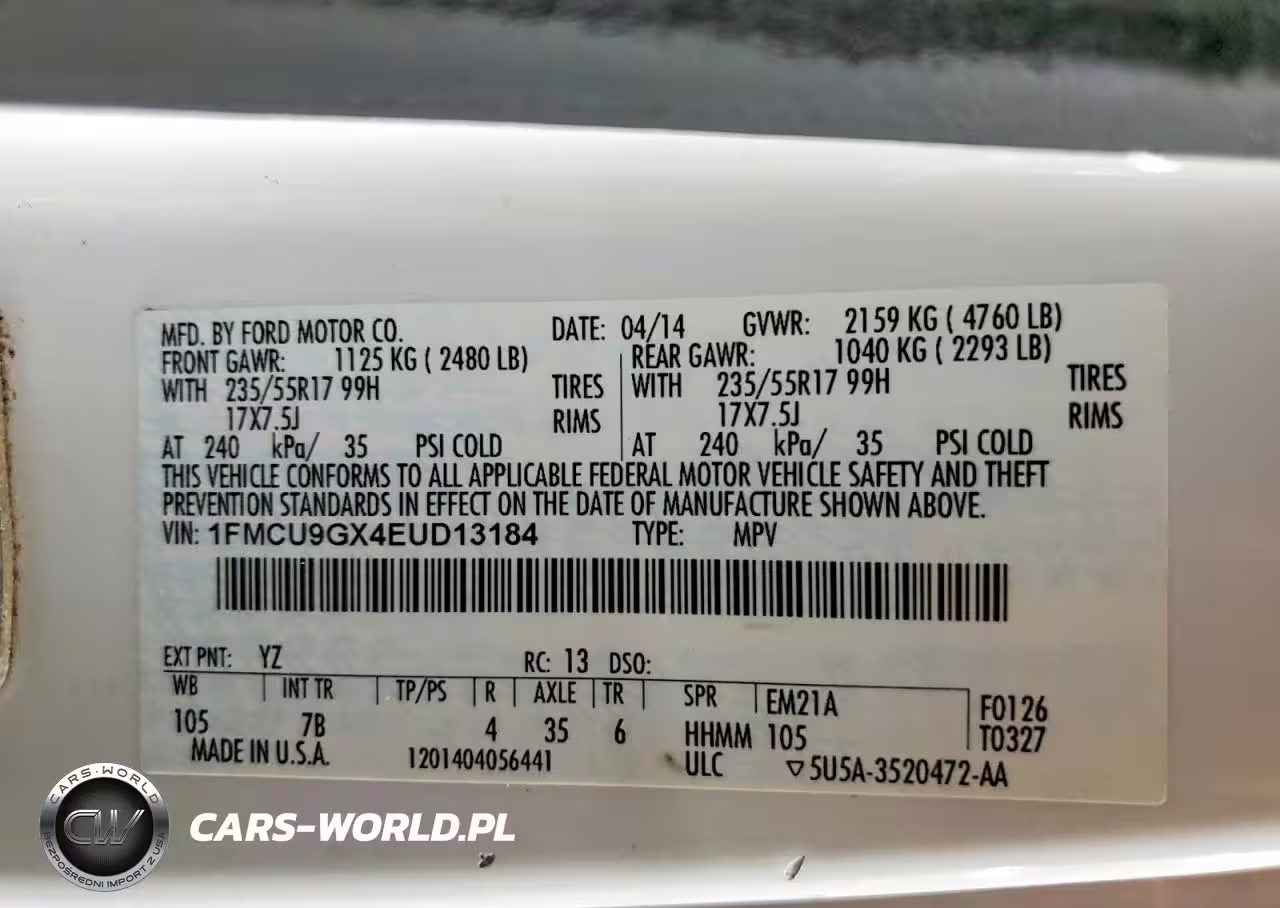 MFD. BY FORD MOTOR CO. DATE: 04/14 GVWR: 2159 KG ( 4760 LB)
FRONT GAWR: 1125 KG ( 2480 LB) REAR GAWR: 1040 KG ( 2293 LB)
WITH 235/55R17 99H TIRES WITH 235/55R17 99H TIRES
17X7.5J RIMS 17X7.5J RIMS
AT 240 kPa/ 35 PSI COLD AT 240 kPa/ 35 PSI COLD
THIS VEHICLE CONFORMS TO ALL APPLICABLE FEDERAL MOTOR VEHICLE SAFETY AND THEFT
PREVENTION STANDARDS IN EFFECT ON THE DATE OF MANUFACTURE SHOWN ABOVE.
VIN: 1FMCU9GX4EUD13184 TYPE: MPV
EXT PNT: YZ RC: 13 DSO:
WB INT TR TP/PS R AXLE TR SPR EM21A F0126
105 7B 4 35 6 HHMM 105 T0327
MADE IN U.S.A. 1201404056441 ULC ▽5U5A-3520472-AA
CARS-WORLD
CW
BEZPOŚREDNI IMPORT Z USA
CARS-WORLD.PL